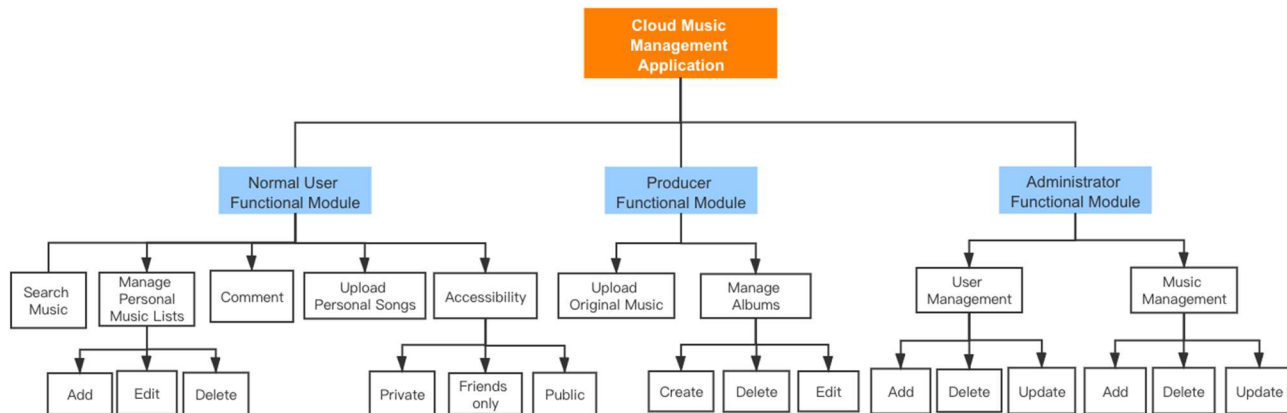 Cloud Music
Management
Application
Normal User
Functional Module
Producer
Functional Module
Administrator
Functional Module
Search
Music
Manage
Personal
Music Lists
Comment
Upload
Personal Songs
Accessibility
Upload
Original Music
Manage
Albums
User
Management
Music
Management
Add
Edit
Delete
Private
Friends
only
Public
Create
Delete
Edit
Add
Delete
Update
Add
Delete
Update